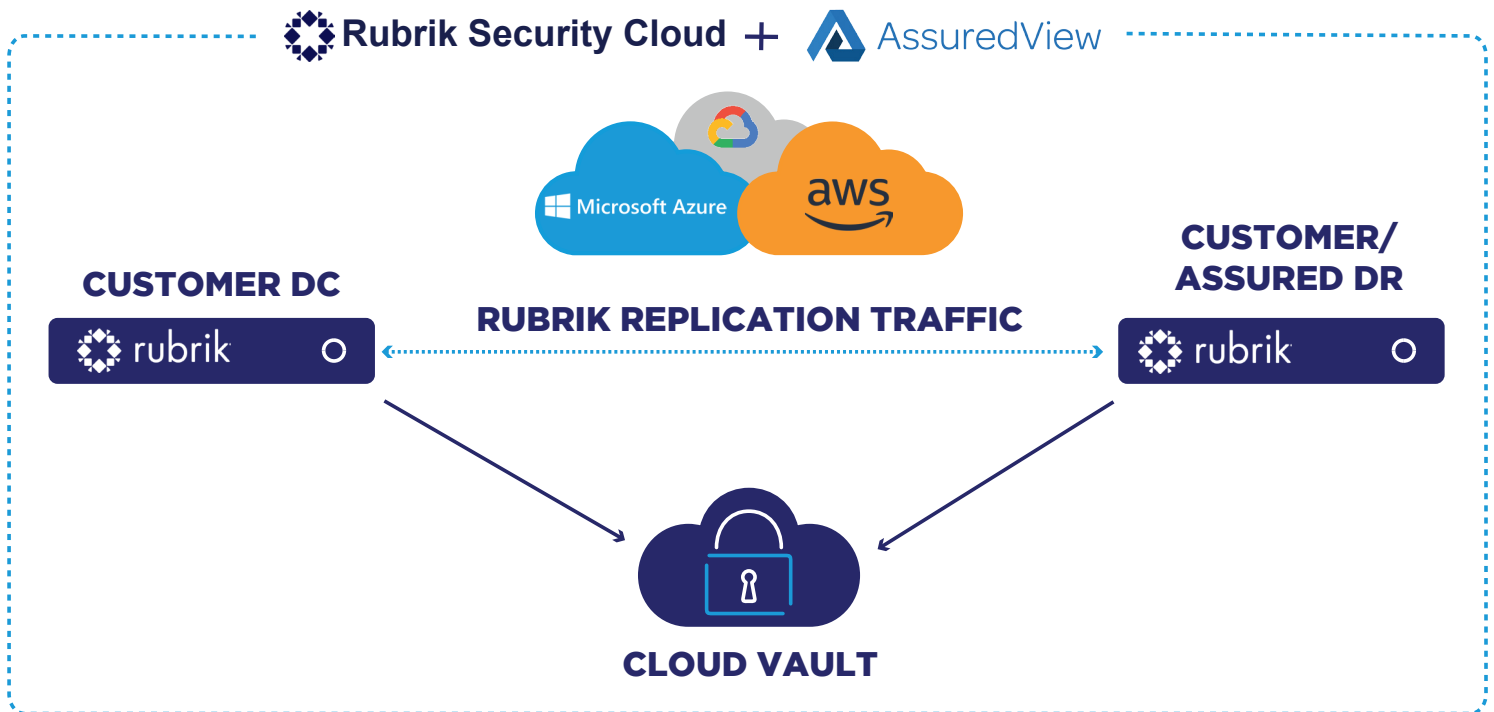 Rubrik Security Cloud + AssuredView
Microsoft Azure
aws
CUSTOMER/
ASSURED DR
CUSTOMER DC
RUBRIK REPLICATION TRAFFIC
rubrik
rubrik
CLOUD VAULT